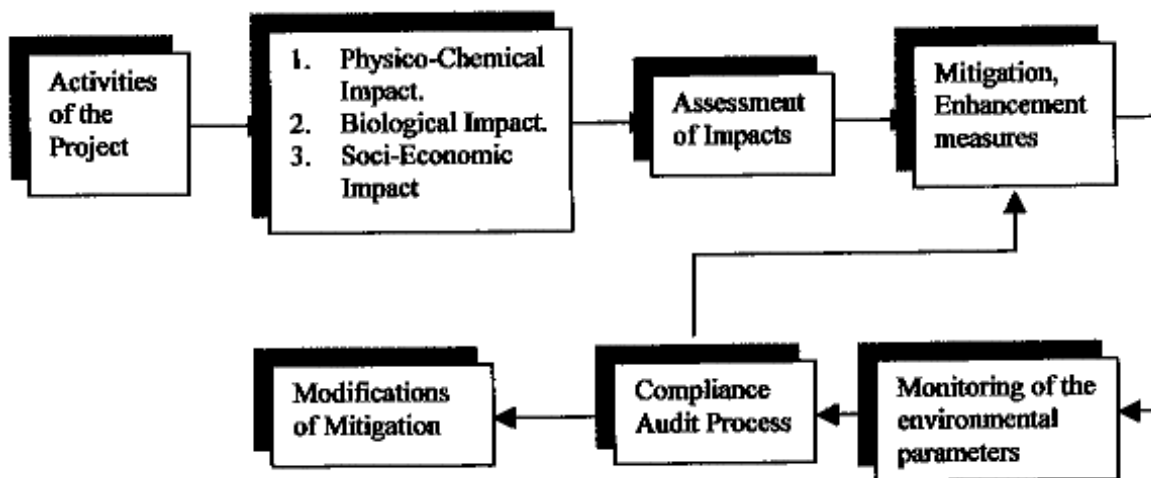 Activities
of the
Project
1. Physico-Chemical
Impact.
2. Biological Impact.
3. Soci-Economic
Impact
Assessment
of Impacts
Mitigation,
Enhancement
measures
Modifications
of Mitigation
Compliance
Audit Process
Monitoring of the
environmental
parameters